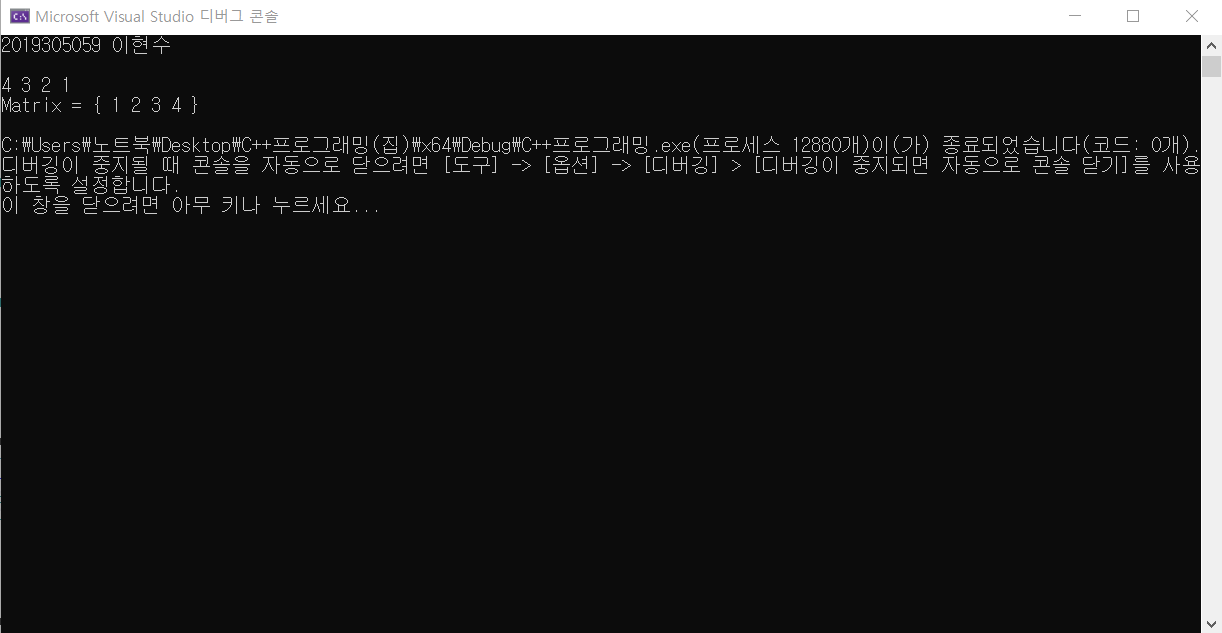 Microsoft Visual Studio 디버그 콘솔
2019305059 이현수
4 3 2 1
Matrix = { 1 2 3 4 }
C:₩Users₩노트북₩Desktop₩C++프로그래밍(집)₩x64₩Debug₩C++프로그래밍.exe(프로세스 12880개)이(가) 종료되었습니다(코드: 0개).
디버깅이 중지될 때 콘솔을 자동으로 닫으려면 [도구] -> [옵션] -> [디버깅] > [디버깅이 중지되면 자동으로 콘솔 닫기]를 사용
하도록 설정합니다.
이 창을 닫으려면 아무 키나 누르세요...